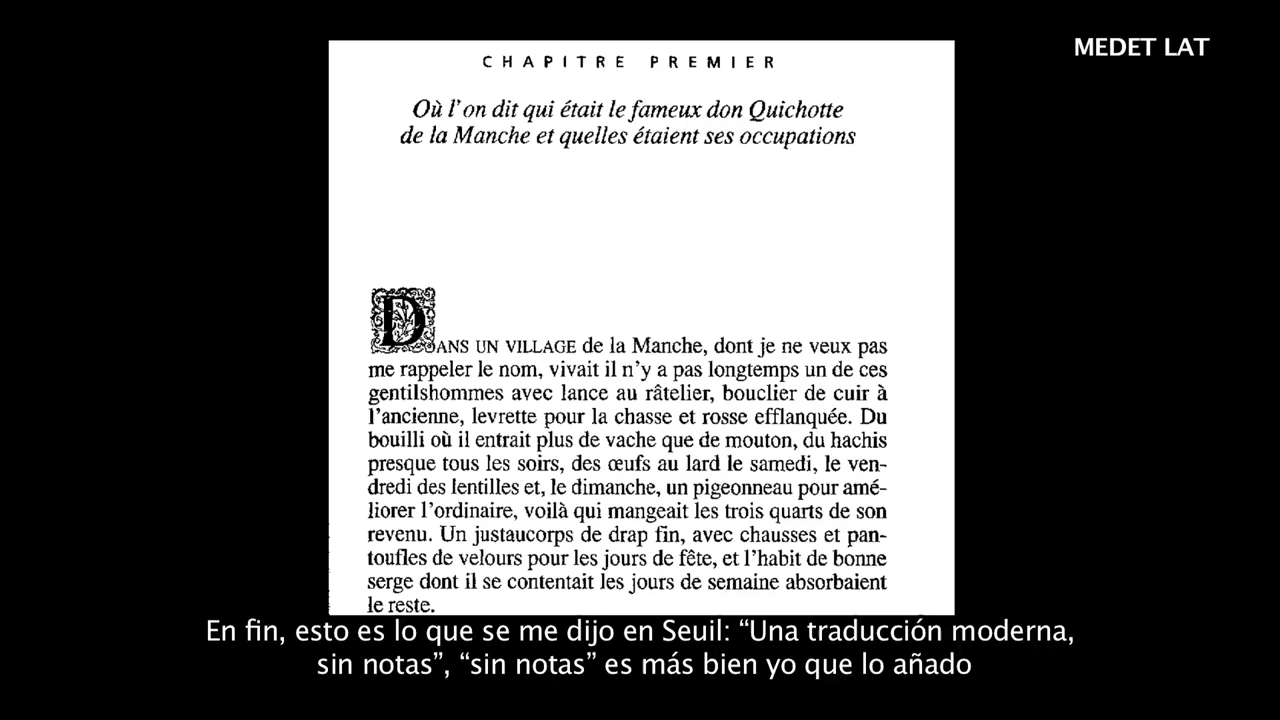 MEDET LAT
CHAPITRE PREMIER
Où l'on dit qui était le fameux don Quichotte
de la Manche et quelles étaient ses occupations
DANS UN VILLAGE de la Manche, dont je ne veux pas
me rappeler le nom, vivait il n'y a pas longtemps un de ces
gentilshommes avec lance au râtelier, bouclier de cuir à
l'ancienne, levrette pour la chasse et rosse efflanquée. Du
bouilli où il entrait plus de vache que de mouton, du hachis
presque tous les soirs, des œufs au lard le samedi, le ven-
dredi des lentilles et, le dimanche, un pigeonneau pour amé-
liorer l'ordinaire, voilà qui mangeait les trois quarts de son
revenu. Un justaucorps de drap fin, avec chausses et pan-
toufles de velours pour les jours de fête, et l'habit de bonne
serge dont il se contentait les jours de semaine absorbaient
le reste.
En fin, esto es lo que se me dijo en Seuil: “Una traducción moderna,
sin notas”, “sin notas” es más bien yo que lo añado